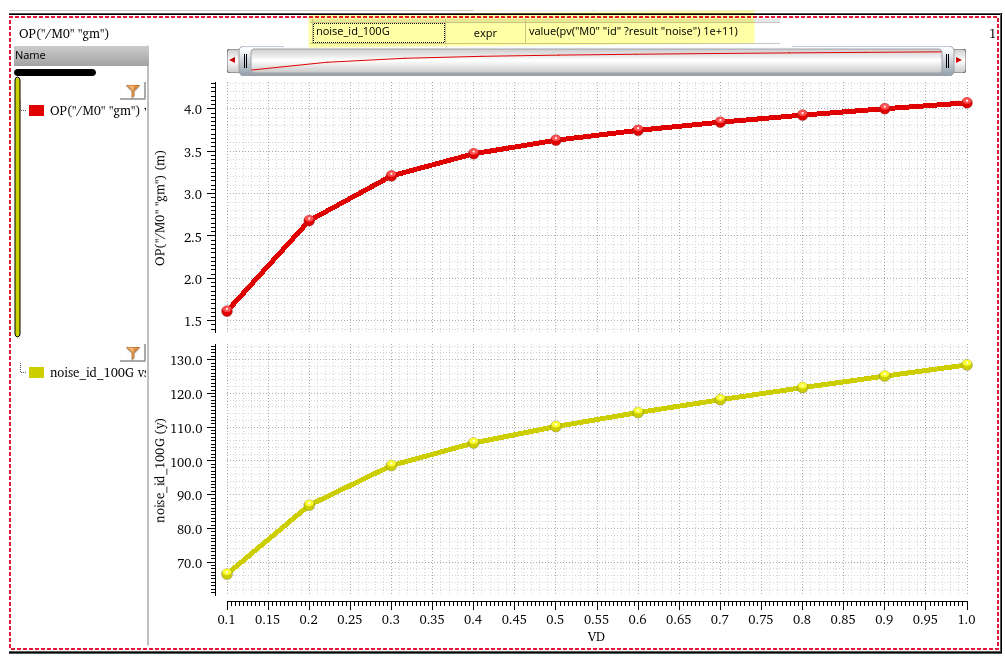 OP("/M0" "gm")
noise_id_100G expr value(pv("M0" "id" ?result "noise") 1e+11)
1
Name
OP("/M0" "gm")
noise_id_100G vs
OP("/M0" "gm") (m)
4.0
3.5
3.0
2.5
2.0
1.5
noise_id_100G (y)
130.0
120.0
110.0
100.0
90.0
80.0
70.0
0.1 0.15 0.2 0.25 0.3 0.35 0.4 0.45 0.5 0.55 0.6 0.65 0.7 0.75 0.8 0.85 0.9 0.95 1.0
VD